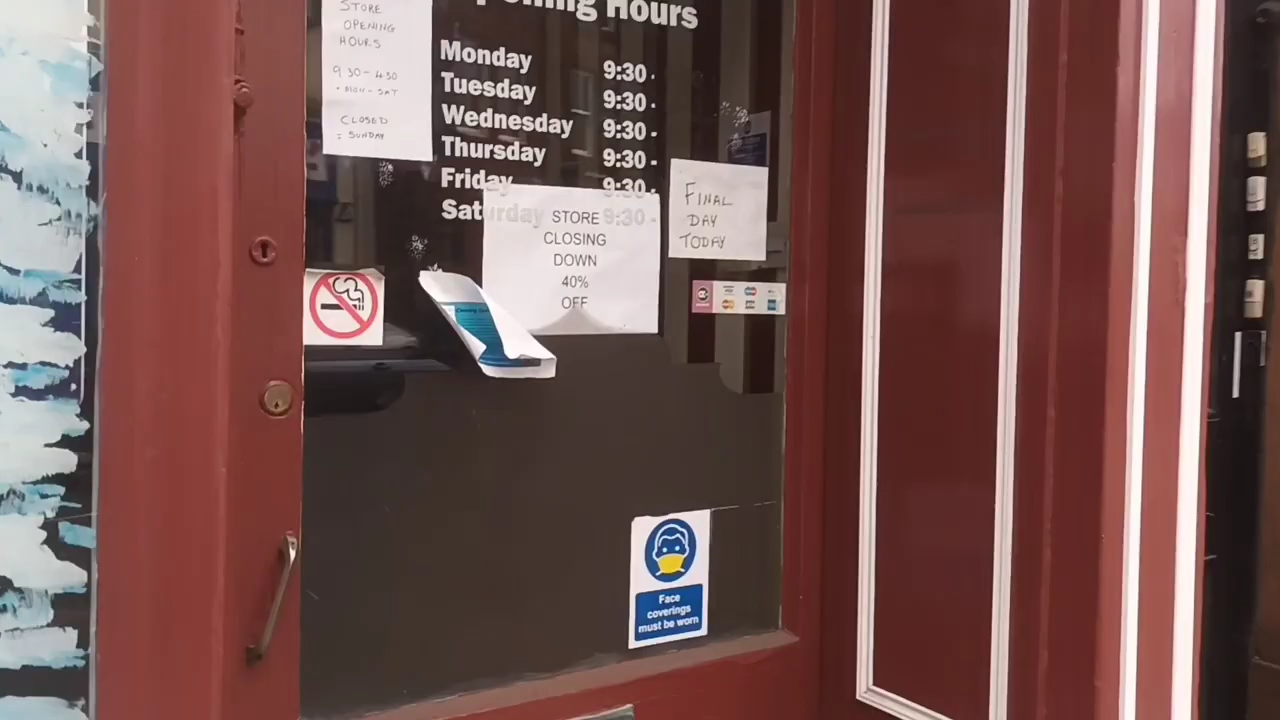 STORE
OPENING
HOURS
9 30 - 4 30
• MON - SAT
CLOSED
= SUNDAY
Opening Hours
Monday 9:30 -
Tuesday 9:30 -
Wednesday 9:30 -
Thursday 9:30 -
Friday 9:30 -
Saturday 9:30 -
STORE
CLOSING
DOWN
40%
OFF
FINAL
DAY
TODAY
Face
coverings
must be worn